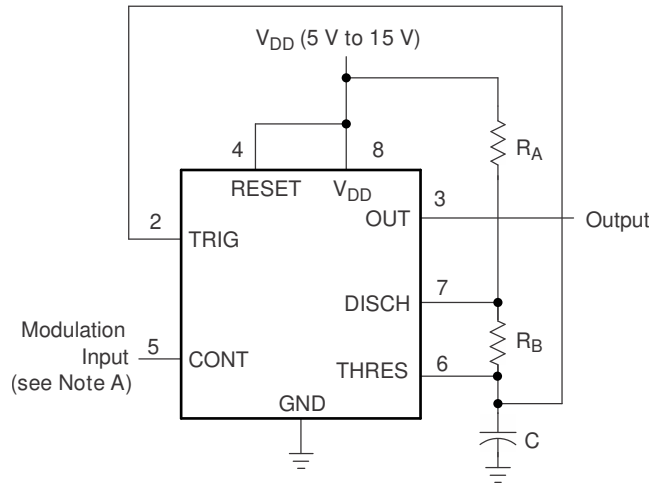 V_DD (5 V to 15 V)
4
8
R_A
RESET
V_DD
3
2
OUT
Output
TRIG
7
DISCH
Modulation
Input
(see Note A)
5
CONT
R_B
6
THRES
GND
C